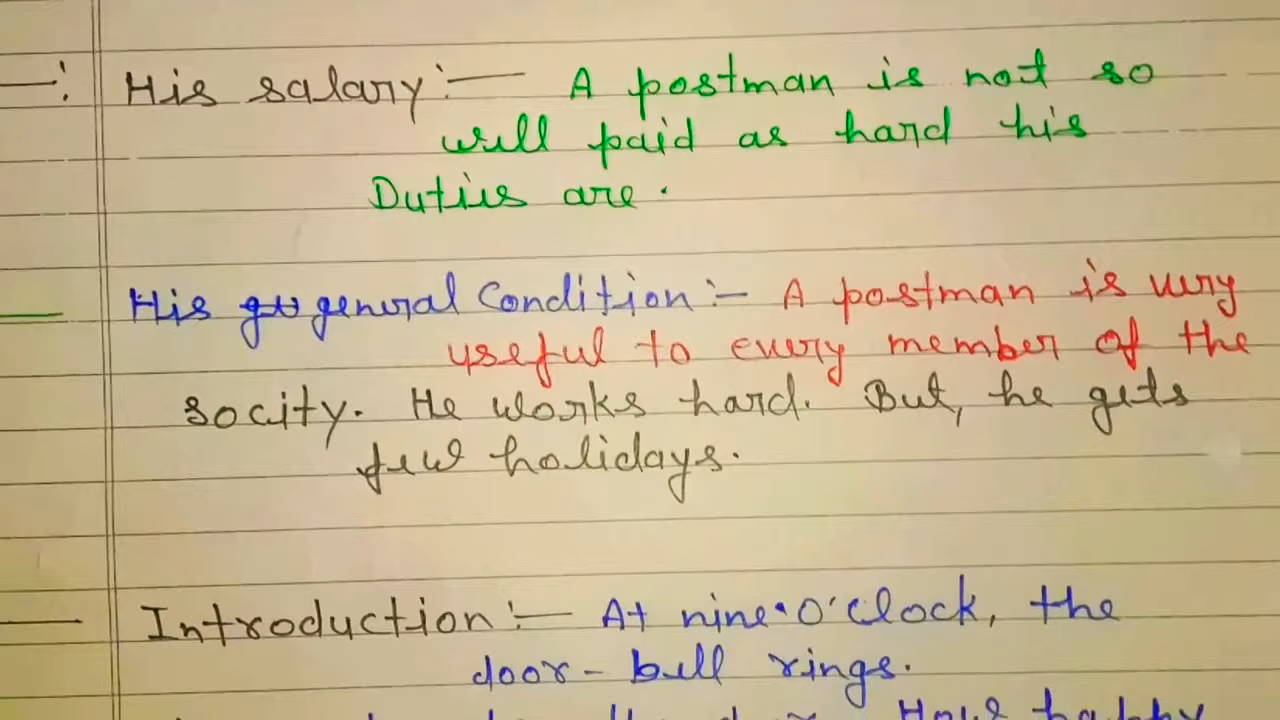 His salary :— A postman is not so
well paid as hard his
Duties are.
His general Condition :- A postman is very
useful to every member of the
socity. He works hard. But, he gets
few holidays.
Introduction :— At nine O'Clock, the
door-bell rings.
How happy